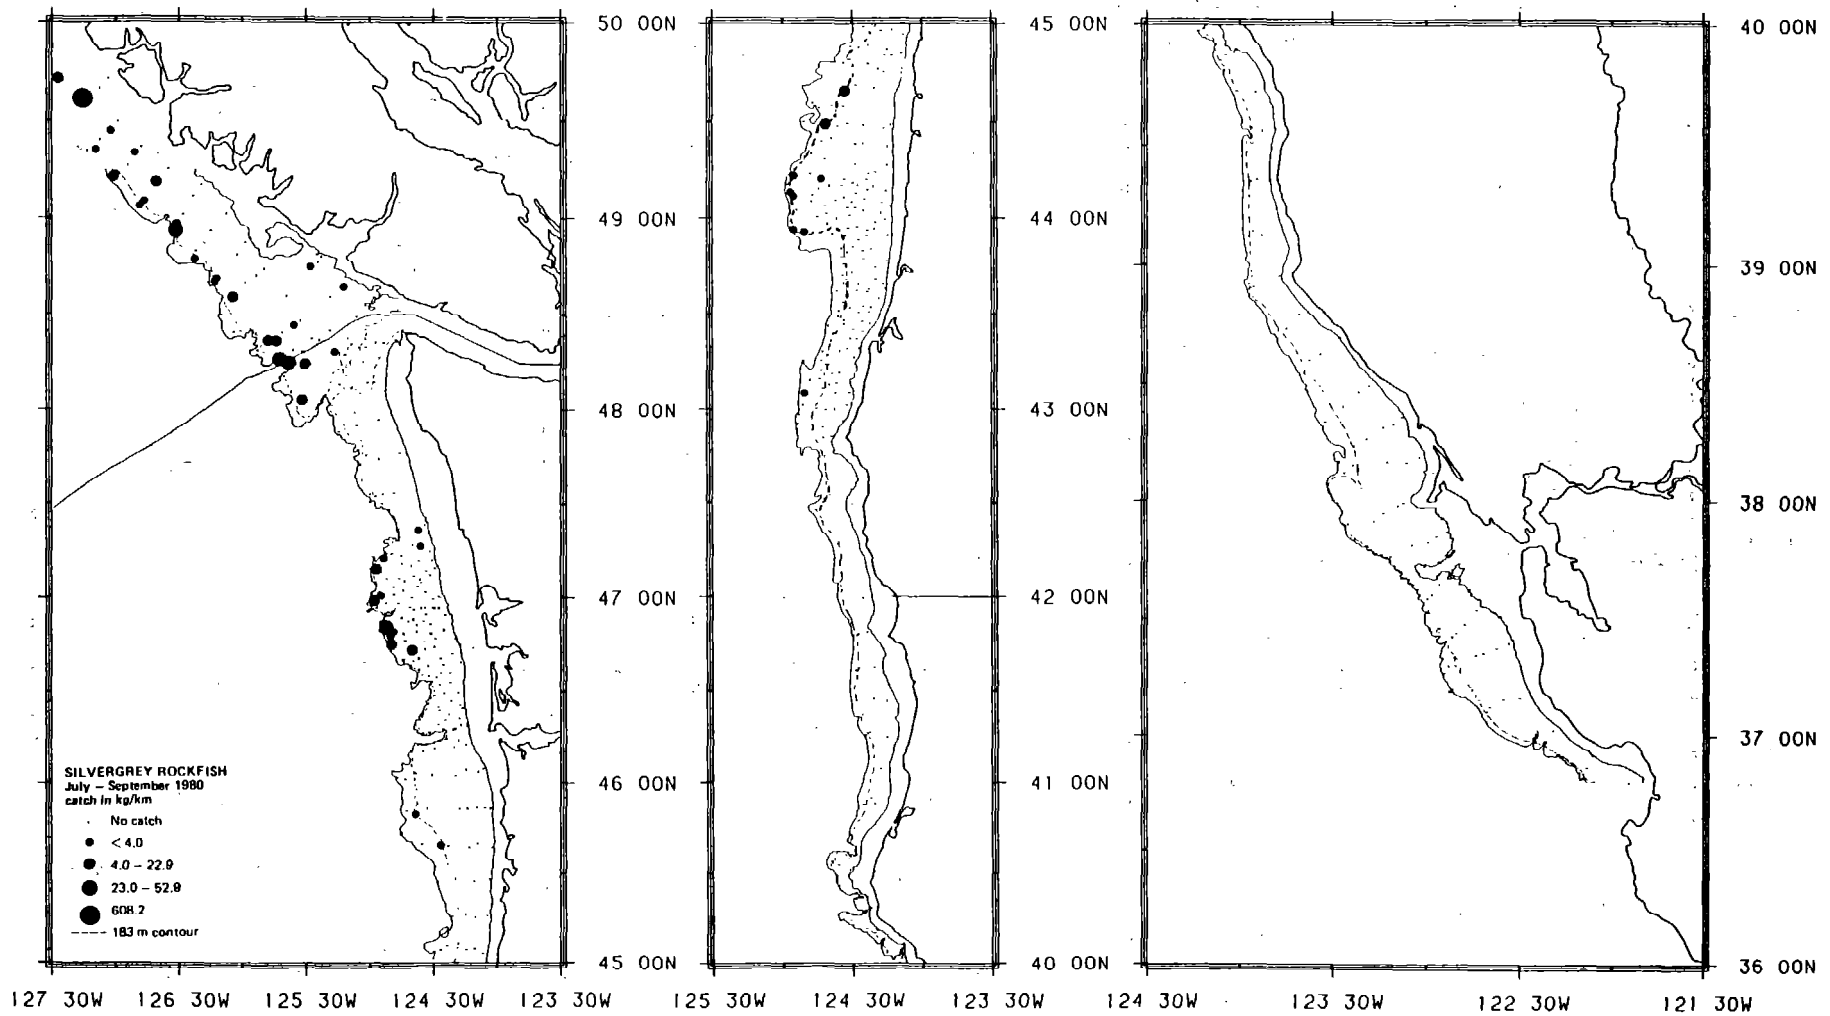 50 00N
49 00N
48 00N
47 00N
46 00N
45 00N
SILVERGREY ROCKFISH
July – September 1980
catch in kg/km
No catch
< 4.0
4.0 – 22.9
23.0 – 52.9
608.2
183 m contour
127 30W 126 30W 125 30W 124 30W 123 30W
45 00N
44 00N
43 00N
42 00N
41 00N
40 00N
125 30W 124 30W 123 30W
40 00N
39 00N
38 00N
37 00N
36 00N
124 30W 123 30W 122 30W 121 30W